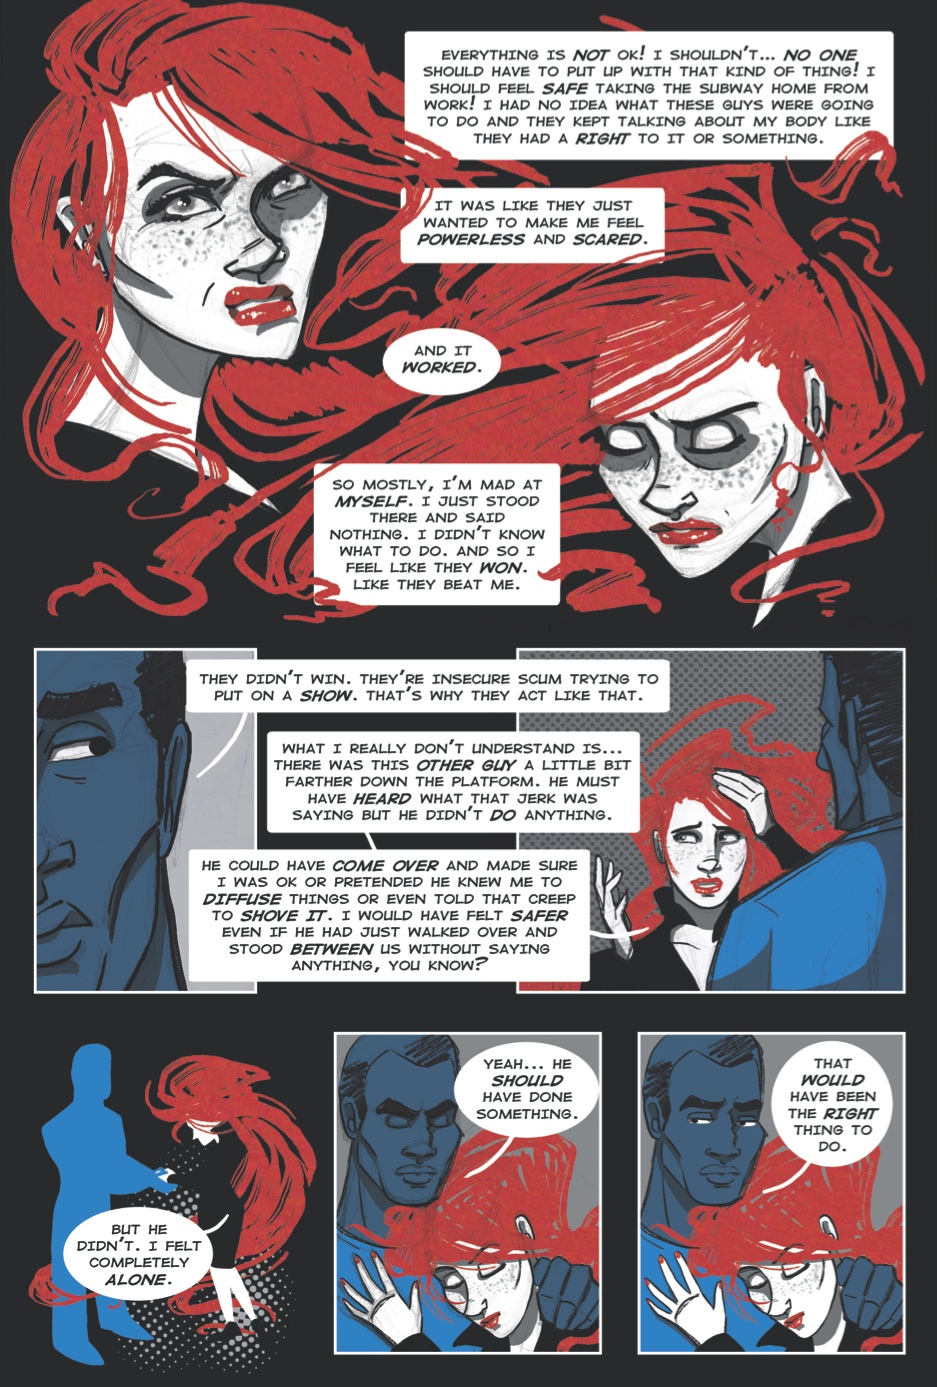 EVERYTHING IS NOT OK! I SHOULDN'T... NO ONE
SHOULD HAVE TO PUT UP WITH THAT KIND OF THING! I
SHOULD FEEL SAFE TAKING THE SUBWAY HOME FROM
WORK! I HAD NO IDEA WHAT THESE GUYS WERE GOING
TO DO AND THEY KEPT TALKING ABOUT MY BODY LIKE
THEY HAD A RIGHT TO IT OR SOMETHING.
IT WAS LIKE THEY JUST
WANTED TO MAKE ME FEEL
POWERLESS AND SCARED.
AND IT
WORKED.
SO MOSTLY, I'M MAD AT
MYSELF. I JUST STOOD
THERE AND SAID
NOTHING. I DIDN'T KNOW
WHAT TO DO. AND SO I
FEEL LIKE THEY WON.
LIKE THEY BEAT ME.
THEY DIDN'T WIN. THEY'RE INSECURE SCUM TRYING TO
PUT ON A SHOW. THAT'S WHY THEY ACT LIKE THAT.
WHAT I REALLY DON'T UNDERSTAND IS...
THERE WAS THIS OTHER GUY A LITTLE BIT
FARTHER DOWN THE PLATFORM. HE MUST
HAVE HEARD WHAT THAT JERK WAS
SAYING BUT HE DIDN'T DO ANYTHING.
HE COULD HAVE COME OVER AND MADE SURE
I WAS OK OR PRETENDED HE KNEW ME TO
DIFFUSE THINGS OR EVEN TOLD THAT CREEP
TO SHOVE IT. I WOULD HAVE FELT SAFER
EVEN IF HE HAD JUST WALKED OVER AND
STOOD BETWEEN US WITHOUT SAYING
ANYTHING, YOU KNOW?
BUT HE
DIDN'T. I FELT
COMPLETELY
ALONE.
YEAH... HE
SHOULD
HAVE DONE
SOMETHING.
THAT
WOULD
HAVE BEEN
THE RIGHT
THING TO
DO.